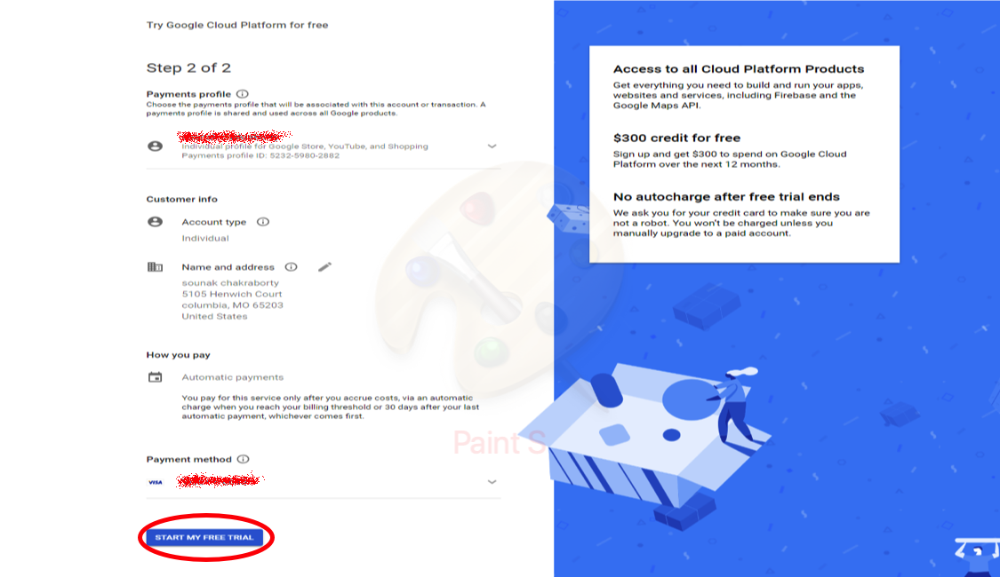 Try Google Cloud Platform for free
Step 2 of 2
Payments profile
Choose the payments profile that will be associated with this account or transaction. A
payments profile is shared and used across all Google products.
Individual profile for Google Store, YouTube, and Shopping
Payments profile ID: 5232-5980-2882
Customer info
Account type
Individual
Name and address
sounak chakraborty
5105 Henwich Court
columbia, MO 65203
United States
How you pay
Automatic payments
You pay for this service only after you accrue costs, via an automatic
charge when you reach your billing threshold or 30 days after your last
automatic payment, whichever comes first.
Payment method
VISA
START MY FREE TRIAL
Paint S
Access to all Cloud Platform Products
Get everything you need to build and run your apps,
websites and services, including Firebase and the
Google Maps API.
$300 credit for free
Sign up and get $300 to spend on Google Cloud
Platform over the next 12 months.
No autocharge after free trial ends
We ask you for your credit card to make sure you are
not a robot. You won't be charged unless you
manually upgrade to a paid account.